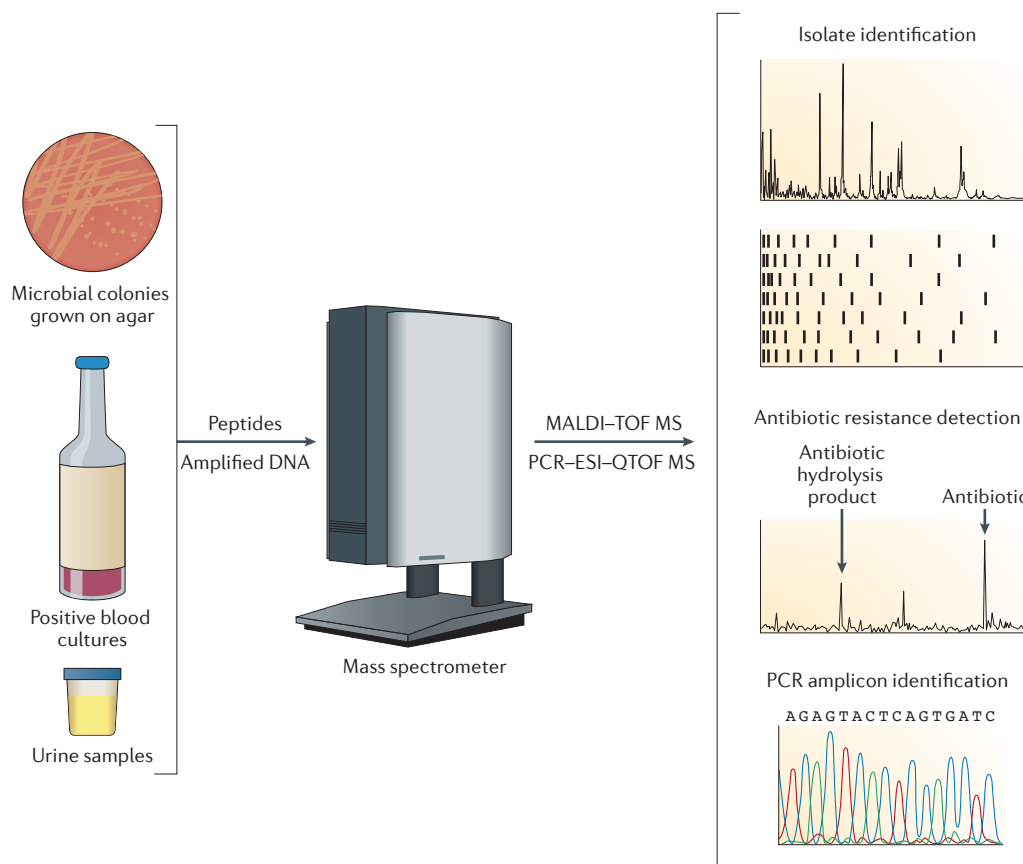 Microbial colonies
grown on agar
Positive blood
cultures
Urine samples
Peptides
Amplified DNA
Mass spectrometer
MALDI–TOF MS
PCR–ESI–QTOF MS
Isolate identification
Antibiotic resistance detection
Antibiotic
hydrolysis
product
Antibiotic
PCR amplicon identification
AGAGTACTCAGTGATC